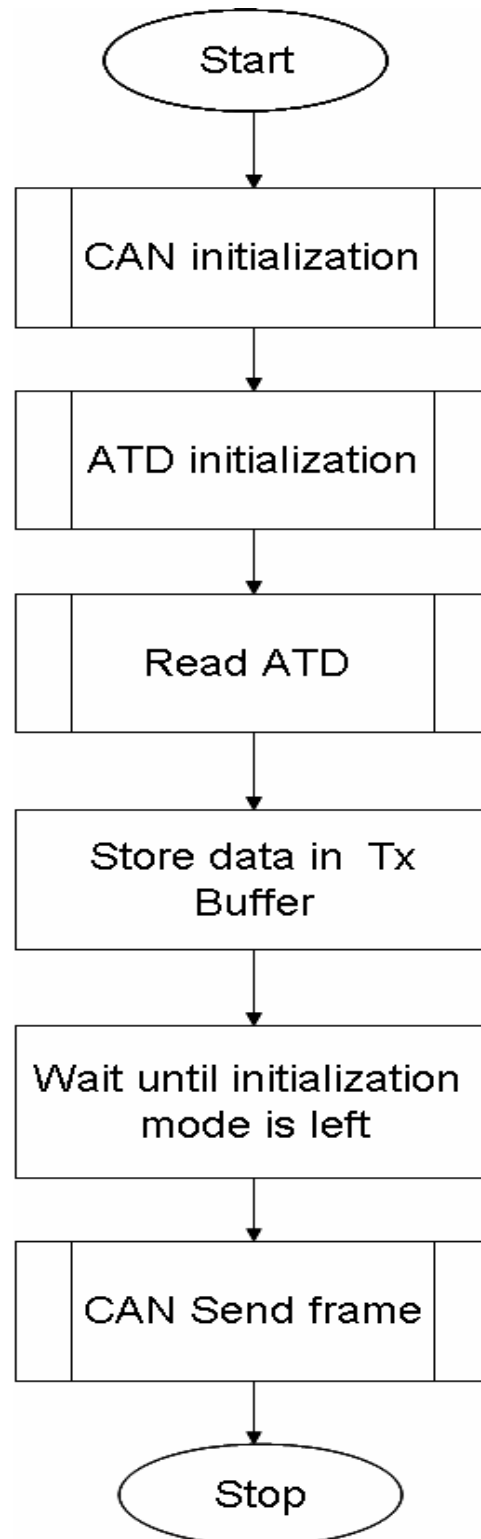 Start
CAN initialization
ATD initialization
Read ATD
Store data in Tx
Buffer
Wait until initialization
mode is left
CAN Send frame
Stop